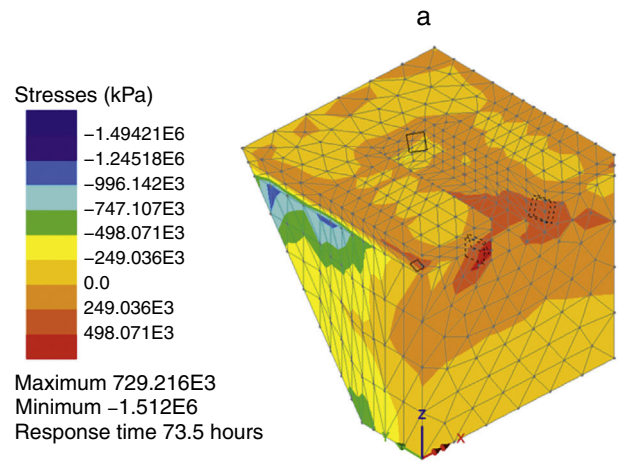 a
Stresses (kPa)
−1.49421E6
−1.24518E6
−996.142E3
−747.107E3
−498.071E3
−249.036E3
0.0
249.036E3
498.071E3
Maximum 729.216E3
Minimum −1.512E6
Response time 73.5 hours
Z
X
Y